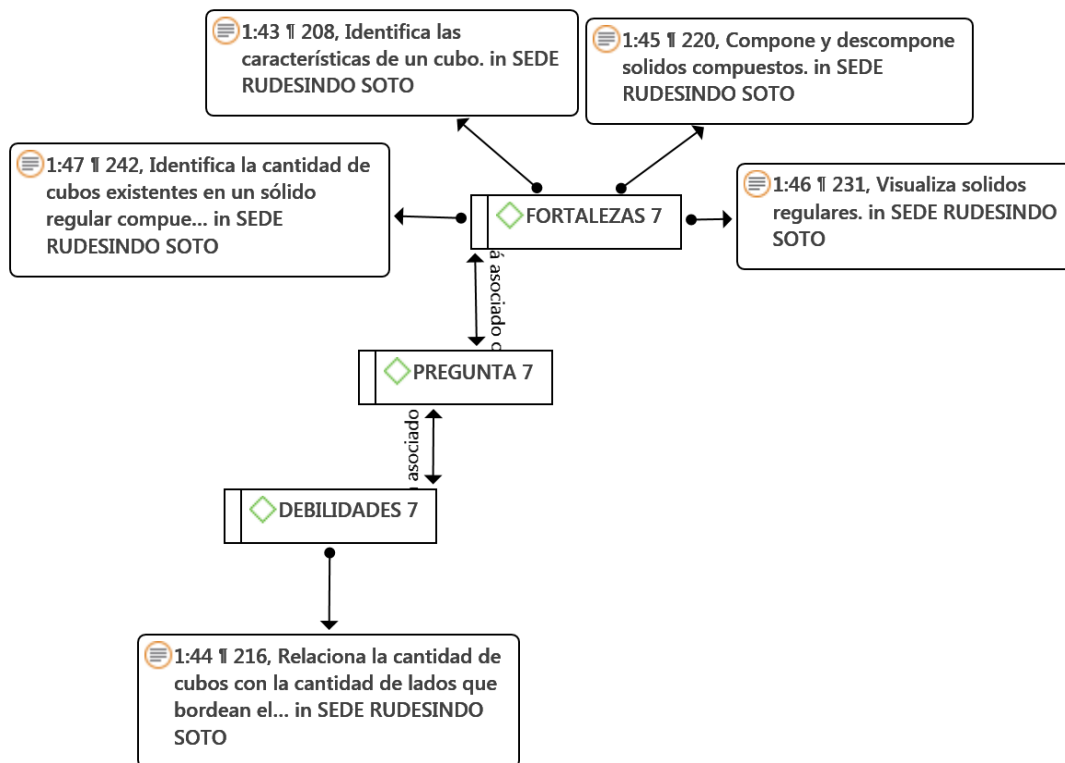 1:43 ¶ 208, Identifica las
características de un cubo. in SEDE
RUDESINDO SOTO
1:45 ¶ 220, Compone y descompone
solidos compuestos. in SEDE
RUDESINDO SOTO
1:47 ¶ 242, Identifica la cantidad de
cubos existentes en un sólido
regular compue... in SEDE
RUDESINDO SOTO
1:46 ¶ 231, Visualiza solidos
regulares. in SEDE RUDESINDO
SOTO
FORTALEZAS 7
asociado
PREGUNTA 7
asociado
DEBILIDADES 7
1:44 ¶ 216, Relaciona la cantidad de
cubos con la cantidad de lados que
bordean el... in SEDE RUDESINDO
SOTO